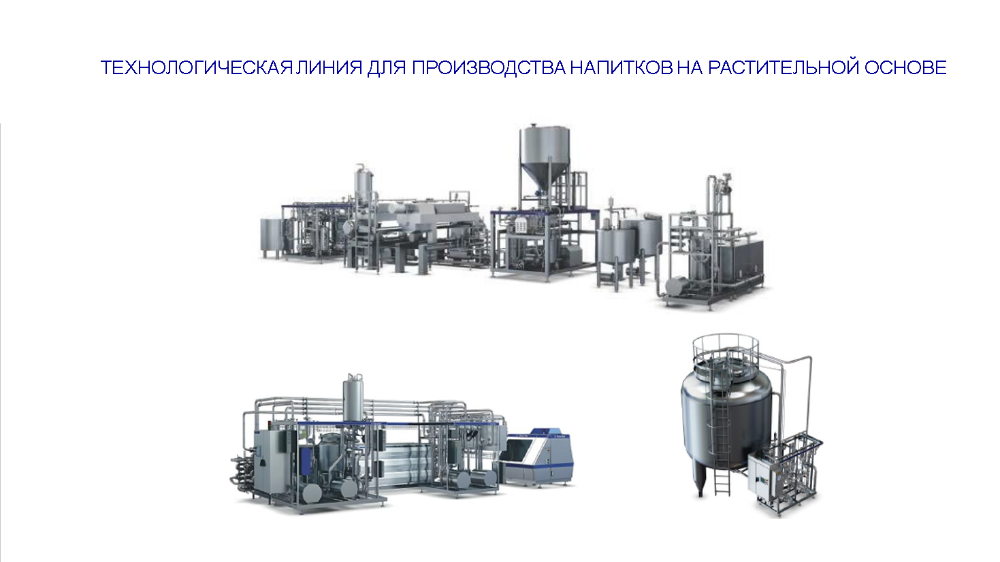 ТЕХНОЛОГИЧЕСКАЯ ЛИНИЯ ДЛЯ ПРОИЗВОДСТВА НАПИТКОВ НА РАСТИТЕЛЬНОЙ ОСНОВЕ